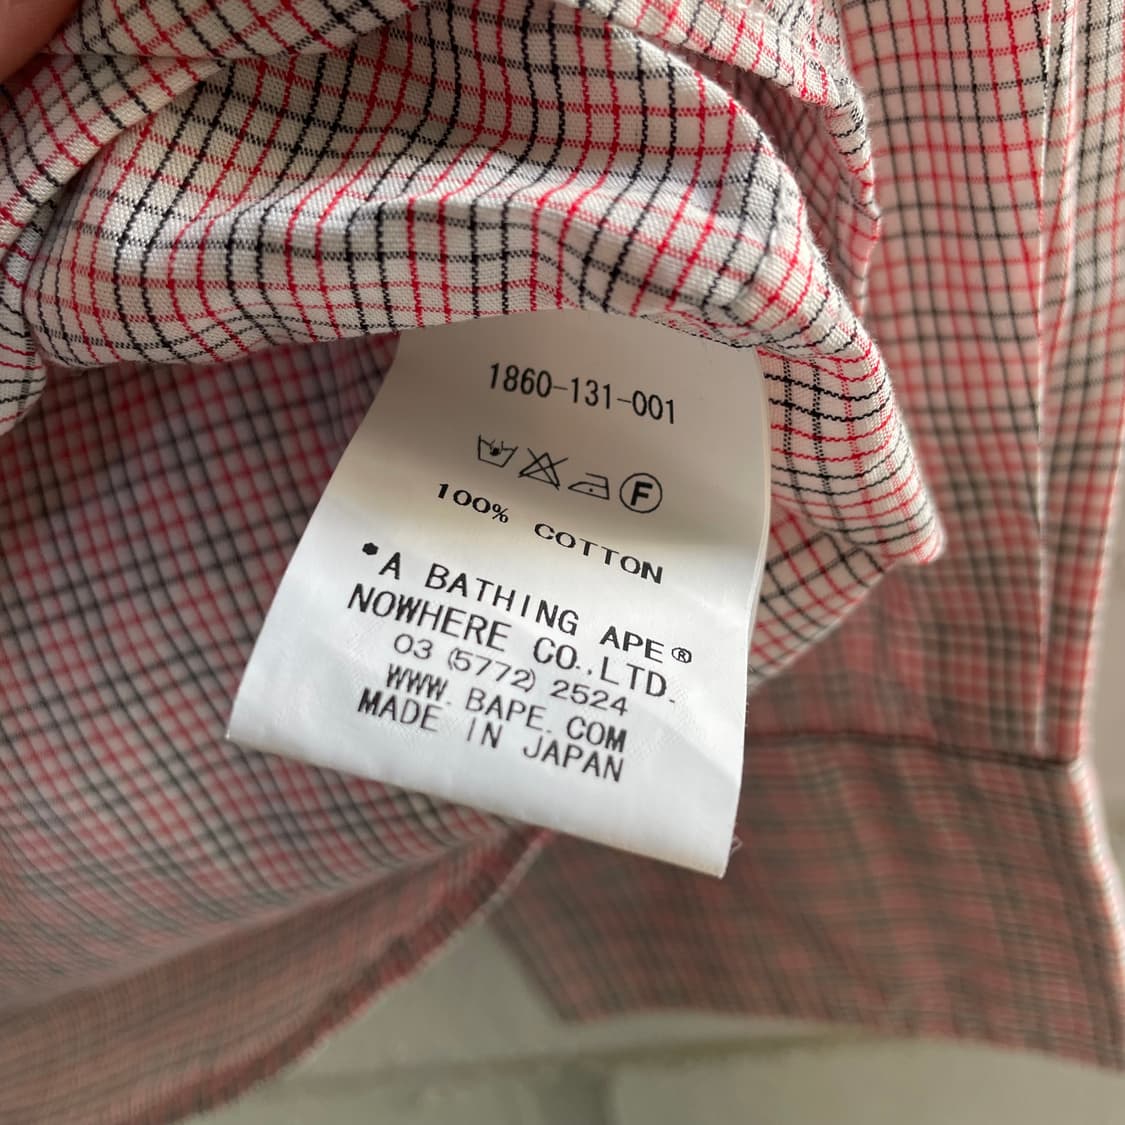 1860-131-001
F
100% COTTON
*A BATHING APE®
NOWHERE CO.,LTD.
03 (5772) 2524
WWW.BAPE.COM
MADE IN JAPAN